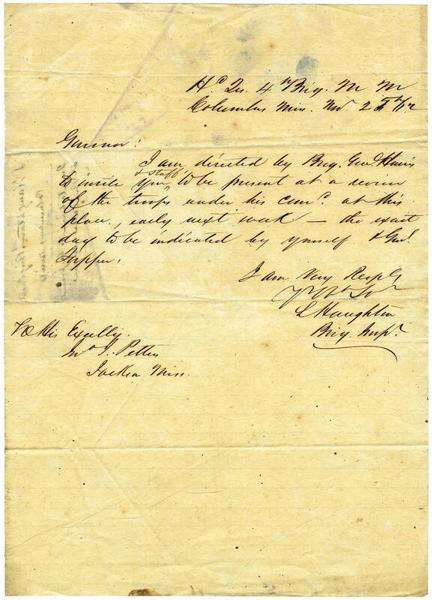 Hd Qu 4th Brig. M M
Columbus Miss. Nov 25th/62
Governor:
I am directed by Brig. Genl Harris
to invite you, & staff to be present at a review
of the troops under his comd. at this
place, early next week — the exact
day to be indicated by yourself & Genl.
Tupper.
I am Very Resply
Yr Obt Svt
L Haughton
Brig. Insptr.
To His Excelly.
Jno J. Pettus
Jackson Miss.